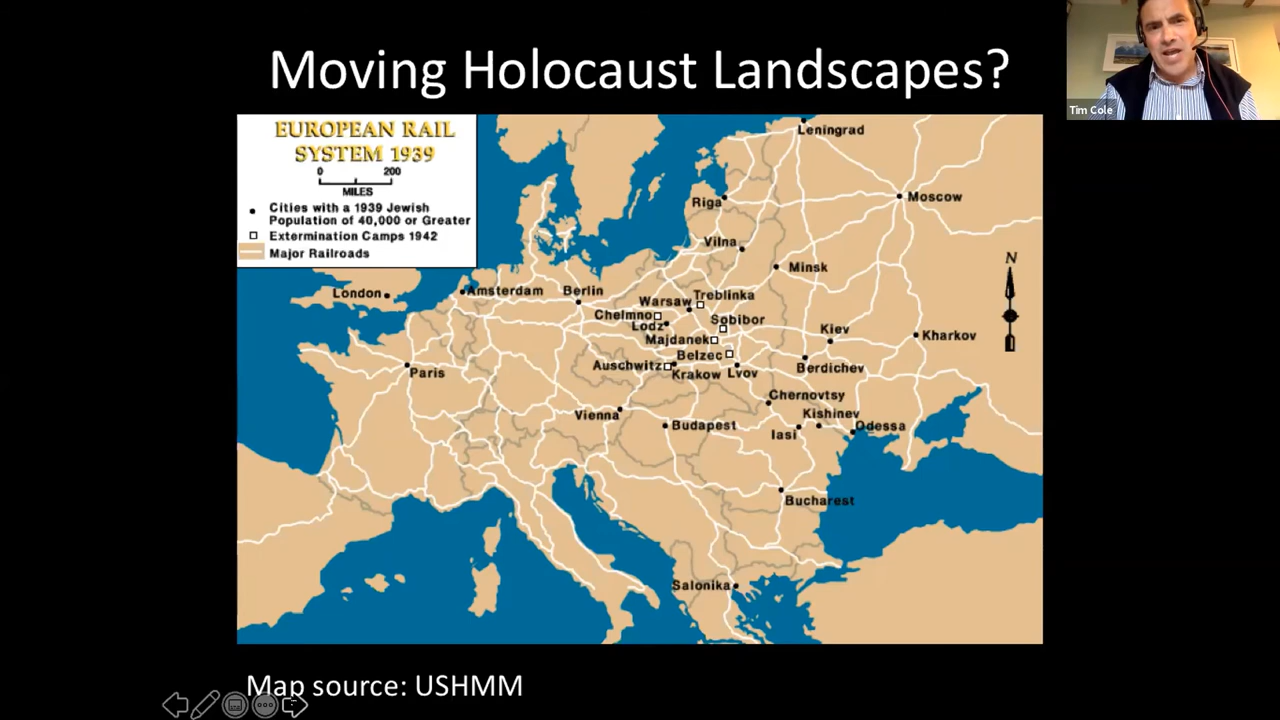 Moving Holocaust Landscapes?
Tim Cole
EUROPEAN RAIL
SYSTEM 1939
0 200
MILES
Cities with a 1939 Jewish
Population of 40,000 or Greater
Extermination Camps 1942
Major Railroads
Leningrad
Moscow
Riga
Vilna
Minsk
N
London
Amsterdam
Berlin
Warsaw
Treblinka
Chelmno
Lodz
Sobibor
Majdanek
Kiev
Kharkov
Belzec
Auschwitz
Krakow
Lvov
Berdichev
Paris
Chernovtsy
Vienna
Kishinev
Budapest
Iasi
Odessa
Bucharest
Salonika
Map source: USHMM